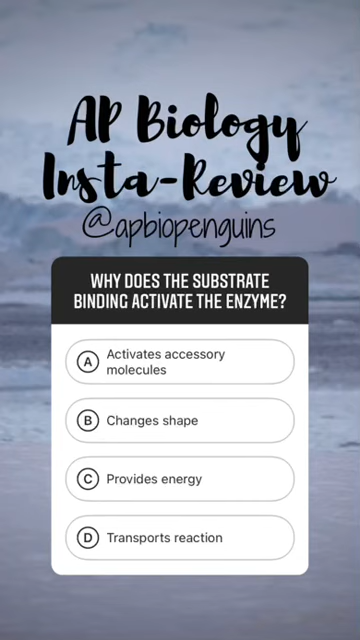 AP Biology
Insta-Review
@apbiopenguins
WHY DOES THE SUBSTRATE
BINDING ACTIVATE THE ENZYME?
A Activates accessory
molecules
B Changes shape
C Provides energy
D Transports reaction